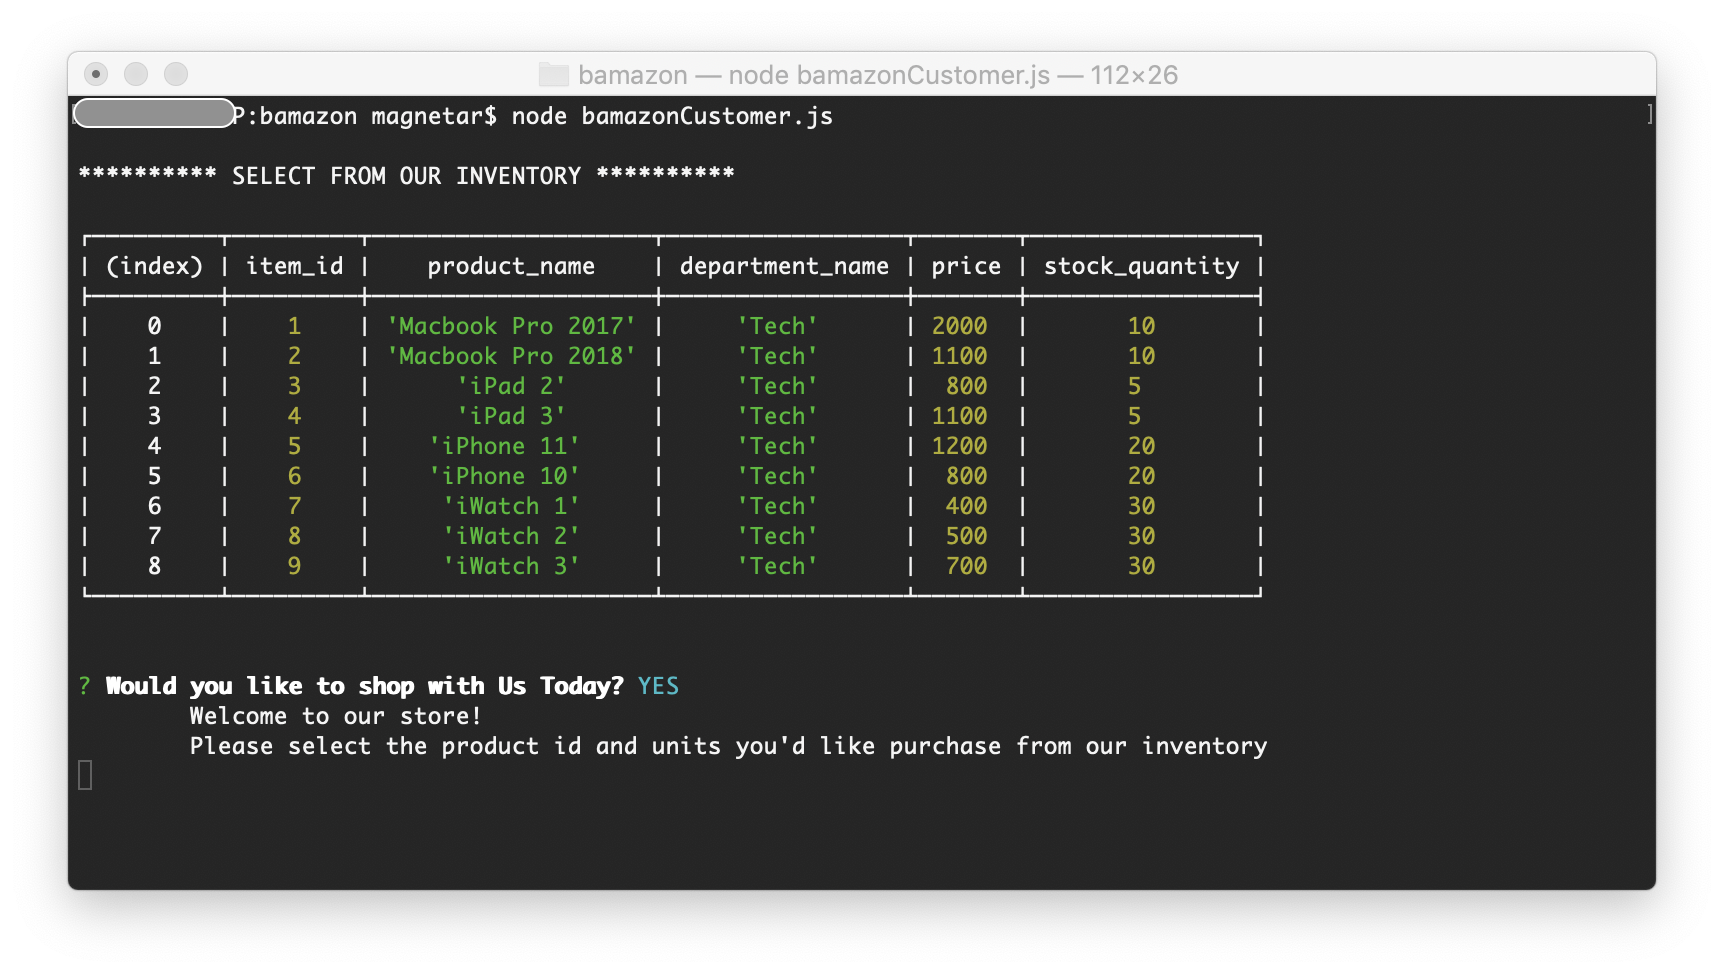 bamazon — node bamazonCustomer.js — 112×26
P:bamazon magnetar$ node bamazonCustomer.js
********** SELECT FROM OUR INVENTORY **********
(index) item_id product_name department_name price stock_quantity
0 1 'Macbook Pro 2017' 'Tech' 2000 10
1 2 'Macbook Pro 2018' 'Tech' 1100 10
2 3 'iPad 2' 'Tech' 800 5
3 4 'iPad 3' 'Tech' 1100 5
4 5 'iPhone 11' 'Tech' 1200 20
5 6 'iPhone 10' 'Tech' 800 20
6 7 'iWatch 1' 'Tech' 400 30
7 8 'iWatch 2' 'Tech' 500 30
8 9 'iWatch 3' 'Tech' 700 30
? Would you like to shop with Us Today? YES
Welcome to our store!
Please select the product id and units you'd like purchase from our inventory